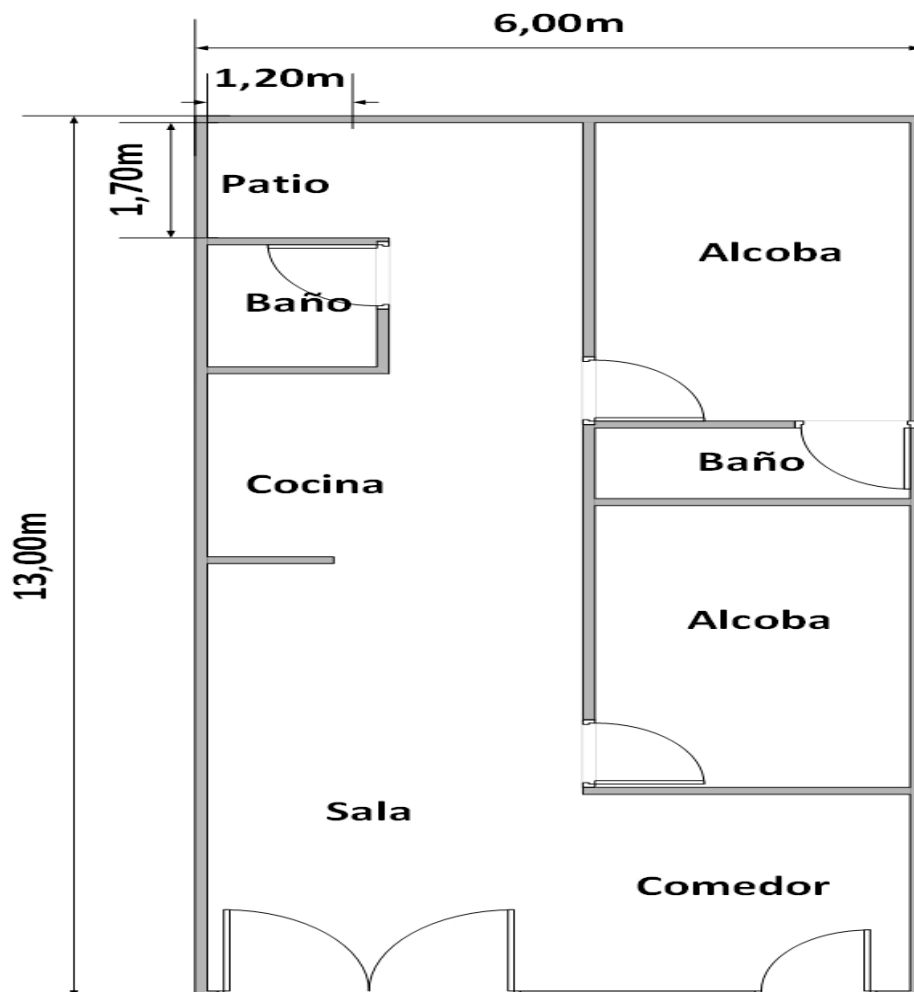 6,00m
1,20m
1,70m
Patio
Alcoba
Baño
Baño
Cocina
13,00m
Alcoba
Sala
Comedor